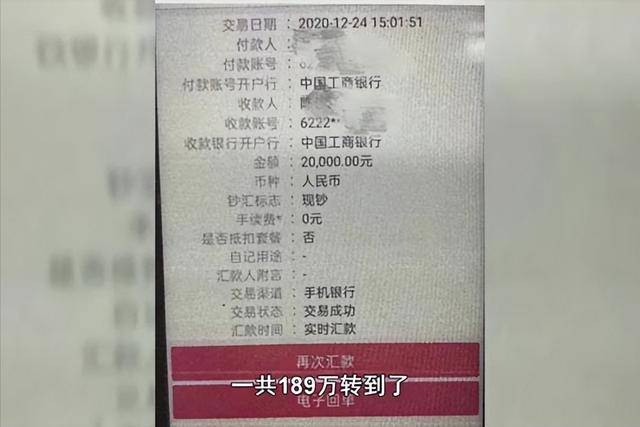 交易日期：2020-12-24 15:01:51
付款人：
付款账号：62
付款账号开户行：中国工商银行
收款人：陈
收款账号：6222**
收款银行开户行：中国工商银行
金额：20,000.00元
币种：人民币
钞汇标志：现钞
手续费*：0元
是否抵扣套餐：否
自记用途：-
汇款人附言：-
交易渠道：手机银行
交易状态：交易成功
汇款时间：实时汇款
再次汇款
一共189万转到了
电子回单